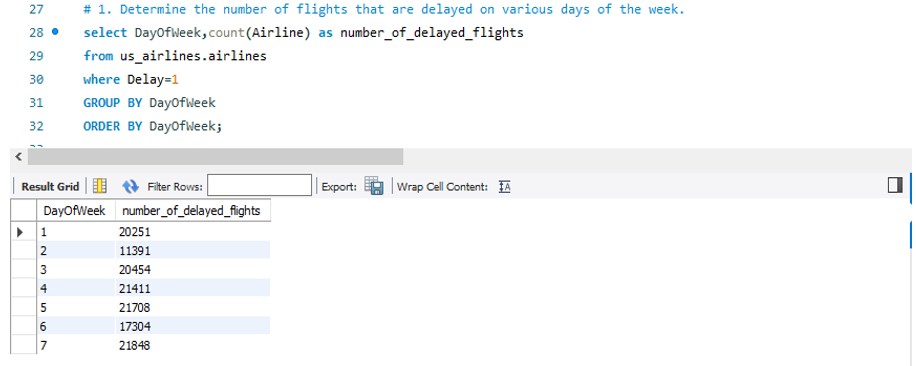 27 # 1. Determine the number of flights that are delayed on various days of the week.
28 select DayOfWeek,count(Airline) as number_of_delayed_flights
29 from us_airlines.airlines
30 where Delay=1
31 GROUP BY DayOfWeek
32 ORDER BY DayOfWeek;
Result Grid Filter Rows: Export: Wrap Cell Content: IA
DayOfWeek number_of_delayed_flights
1 20251
2 11391
3 20454
4 21411
5 21708
6 17304
7 21848